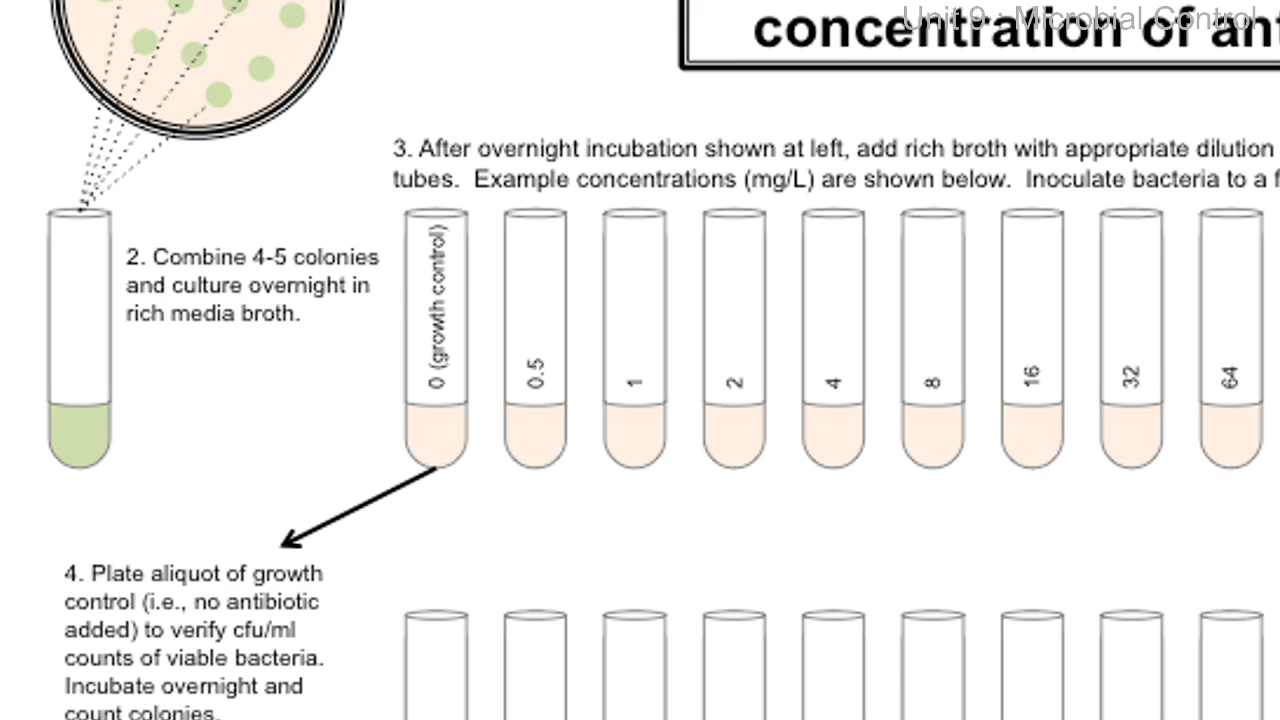 Unit 9 : Microbial Control
concentration of ant
3. After overnight incubation shown at left, add rich broth with appropriate dilution
tubes. Example concentrations (mg/L) are shown below. Inoculate bacteria to a f
2. Combine 4-5 colonies
and culture overnight in
rich media broth.
0 (growth control)
0.5
1
2
4
8
16
32
64
4. Plate aliquot of growth
control (i.e., no antibiotic
added) to verify cfu/ml
counts of viable bacteria.
Incubate overnight and
count colonies.